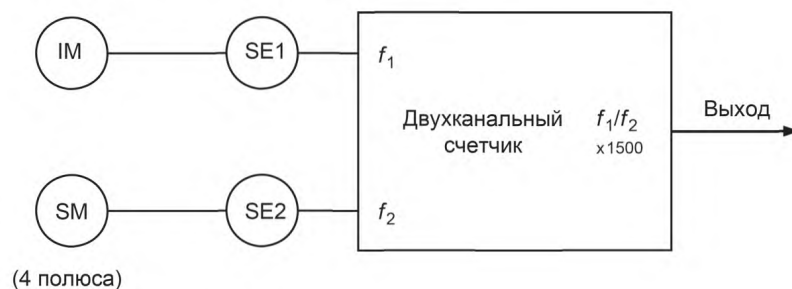 IM
SE1
f₁
Двухканальный
счетчик
f₁/f₂
x1500
Выход
SM
SE2
f₂
(4 полюса)